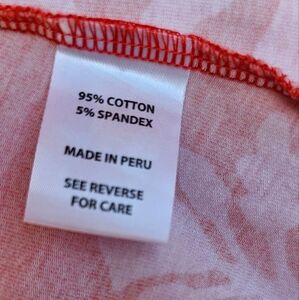 95% COTTON
5% SPANDEX
MADE IN PERU
SEE REVERSE
FOR CARE